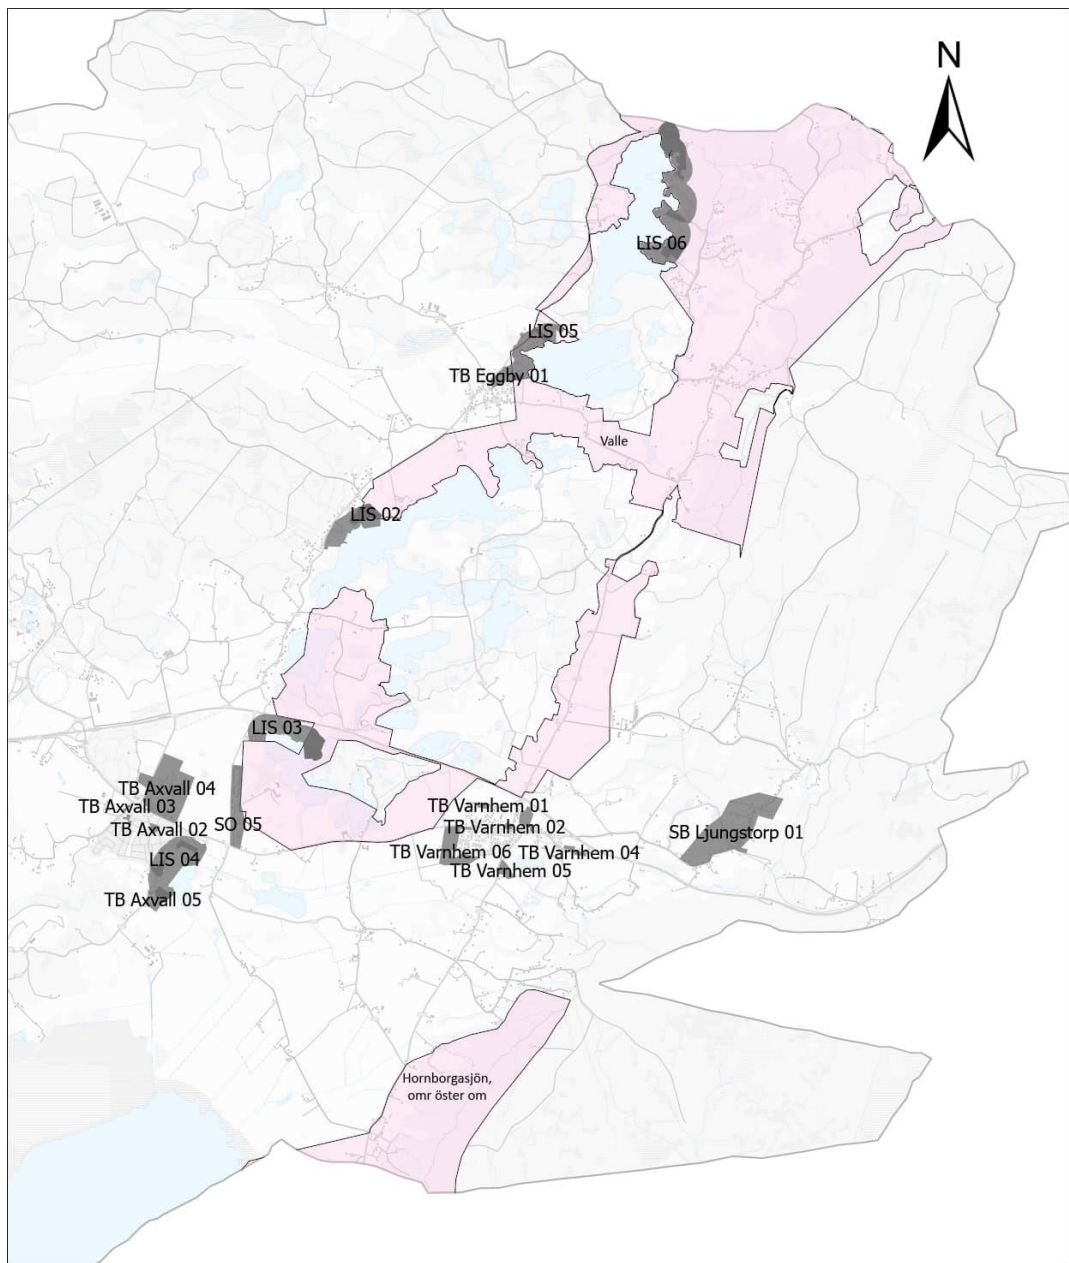 N
LIS 06
LIS 05
TB Eggby 01
Valle
LIS 02
LIS 03
TB Axvall 04
TB Axvall 03
TB Axvall 02
SO 05
LIS 04
TB Axvall 05
TB Varnhem 01
TB Varnhem 02
TB Varnhem 06
TB Varnhem 04
TB Varnhem 05
SB Ljungstorp 01
Hornborgasjön,
omr öster om